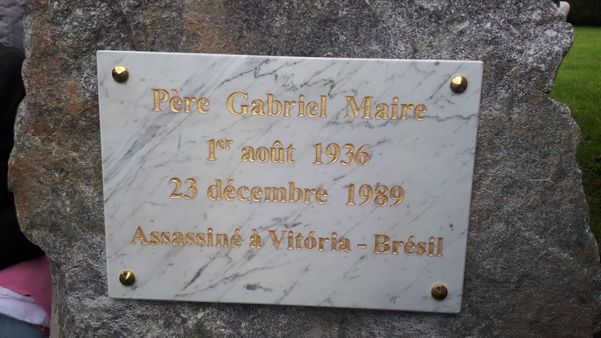 Père Gabriel Maire
1er août 1936
23 décembre 1989
Assassiné à Vitória - Brésil